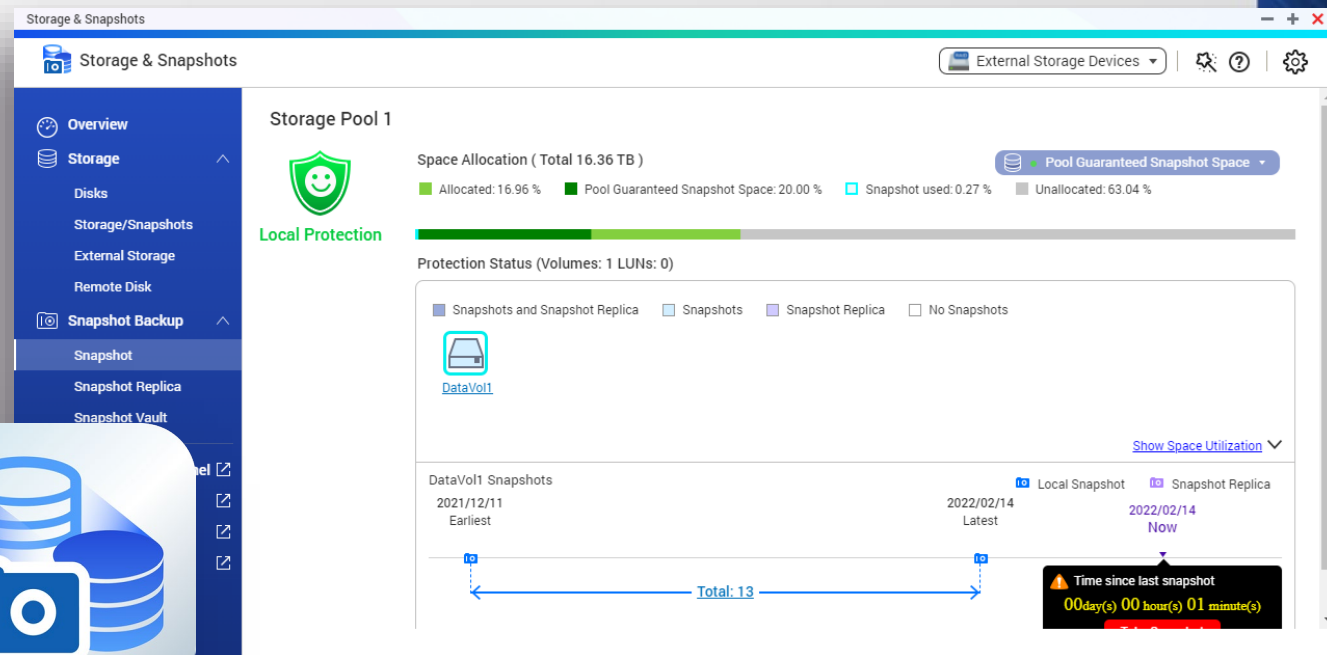 Storage & Snapshots
Storage & Snapshots
External Storage Devices
Overview
Storage
Disks
Storage/Snapshots
External Storage
Remote Disk
Snapshot Backup
Snapshot
Snapshot Replica
Snapshot Vault
Storage Pool 1
Local Protection
Space Allocation ( Total 16.36 TB )
Pool Guaranteed Snapshot Space
Allocated: 16.96 % Pool Guaranteed Snapshot Space: 20.00 % Snapshot used: 0.27 % Unallocated: 63.04 %
Protection Status (Volumes: 1 LUNs: 0)
Snapshots and Snapshot Replica Snapshots Snapshot Replica No Snapshots
DataVol1
Show Space Utilization
DataVol1 Snapshots
Local Snapshot Snapshot Replica
2021/12/11
Earliest
2022/02/14
Latest
2022/02/14
Now
Total: 13
Time since last snapshot
00day(s) 00 hour(s) 01 minute(s)